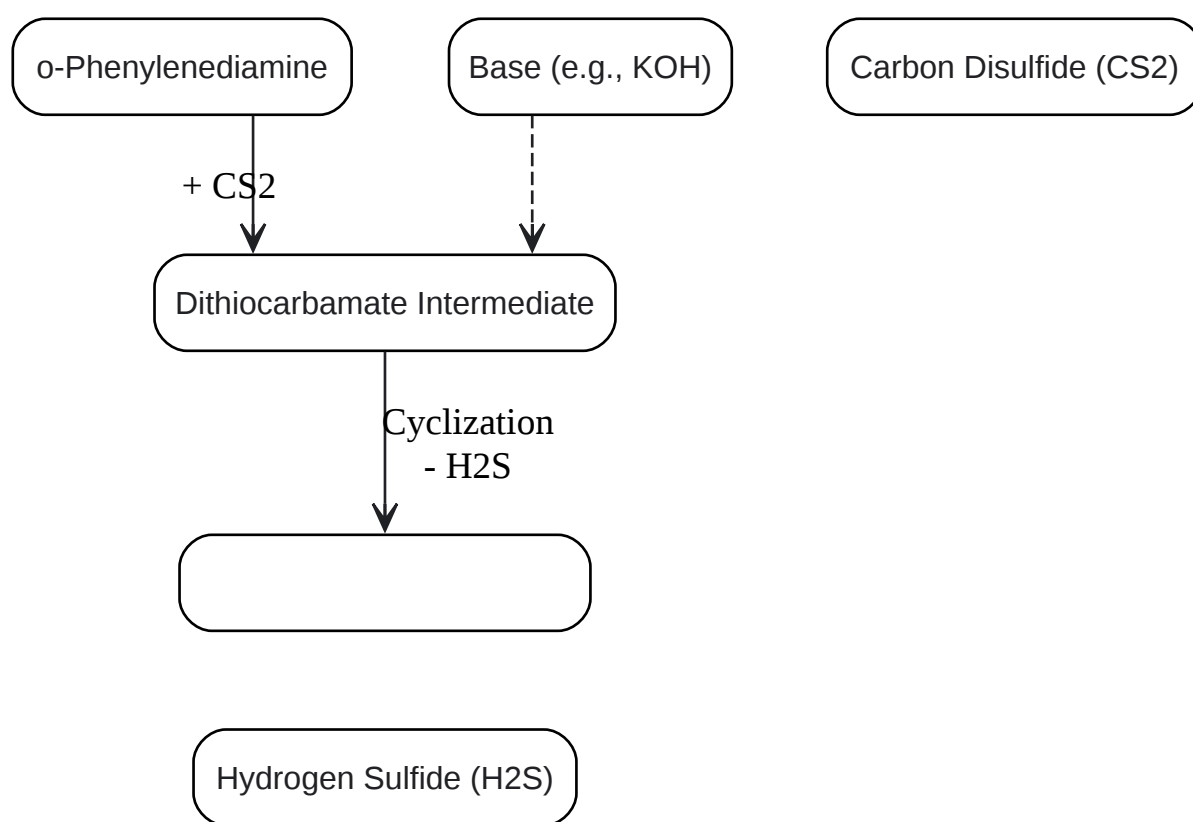 o-Phenylenediamine
Base (e.g., KOH)
Carbon Disulfide (CS2)
+ CS2
Dithiocarbamate Intermediate
Cyclization
- H2S
Hydrogen Sulfide (H2S)